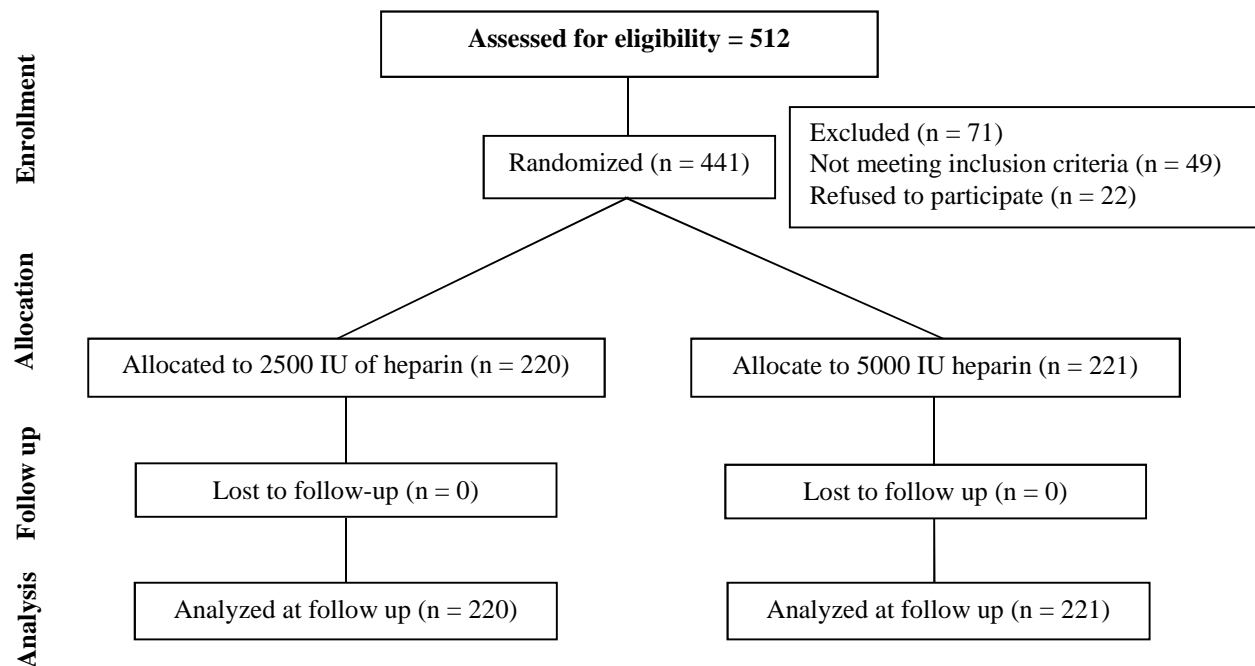 Enrollment
Assessed for eligibility = 512
Excluded (n = 71)
Not meeting inclusion criteria (n = 49)
Refused to participate (n = 22)
Randomized (n = 441)
Allocation
Allocated to 2500 IU of heparin (n = 220)
Allocate to 5000 IU heparin (n = 221)
Follow up
Lost to follow-up (n = 0)
Lost to follow up (n = 0)
Analysis
Analyzed at follow up (n = 220)
Analyzed at follow up (n = 221)